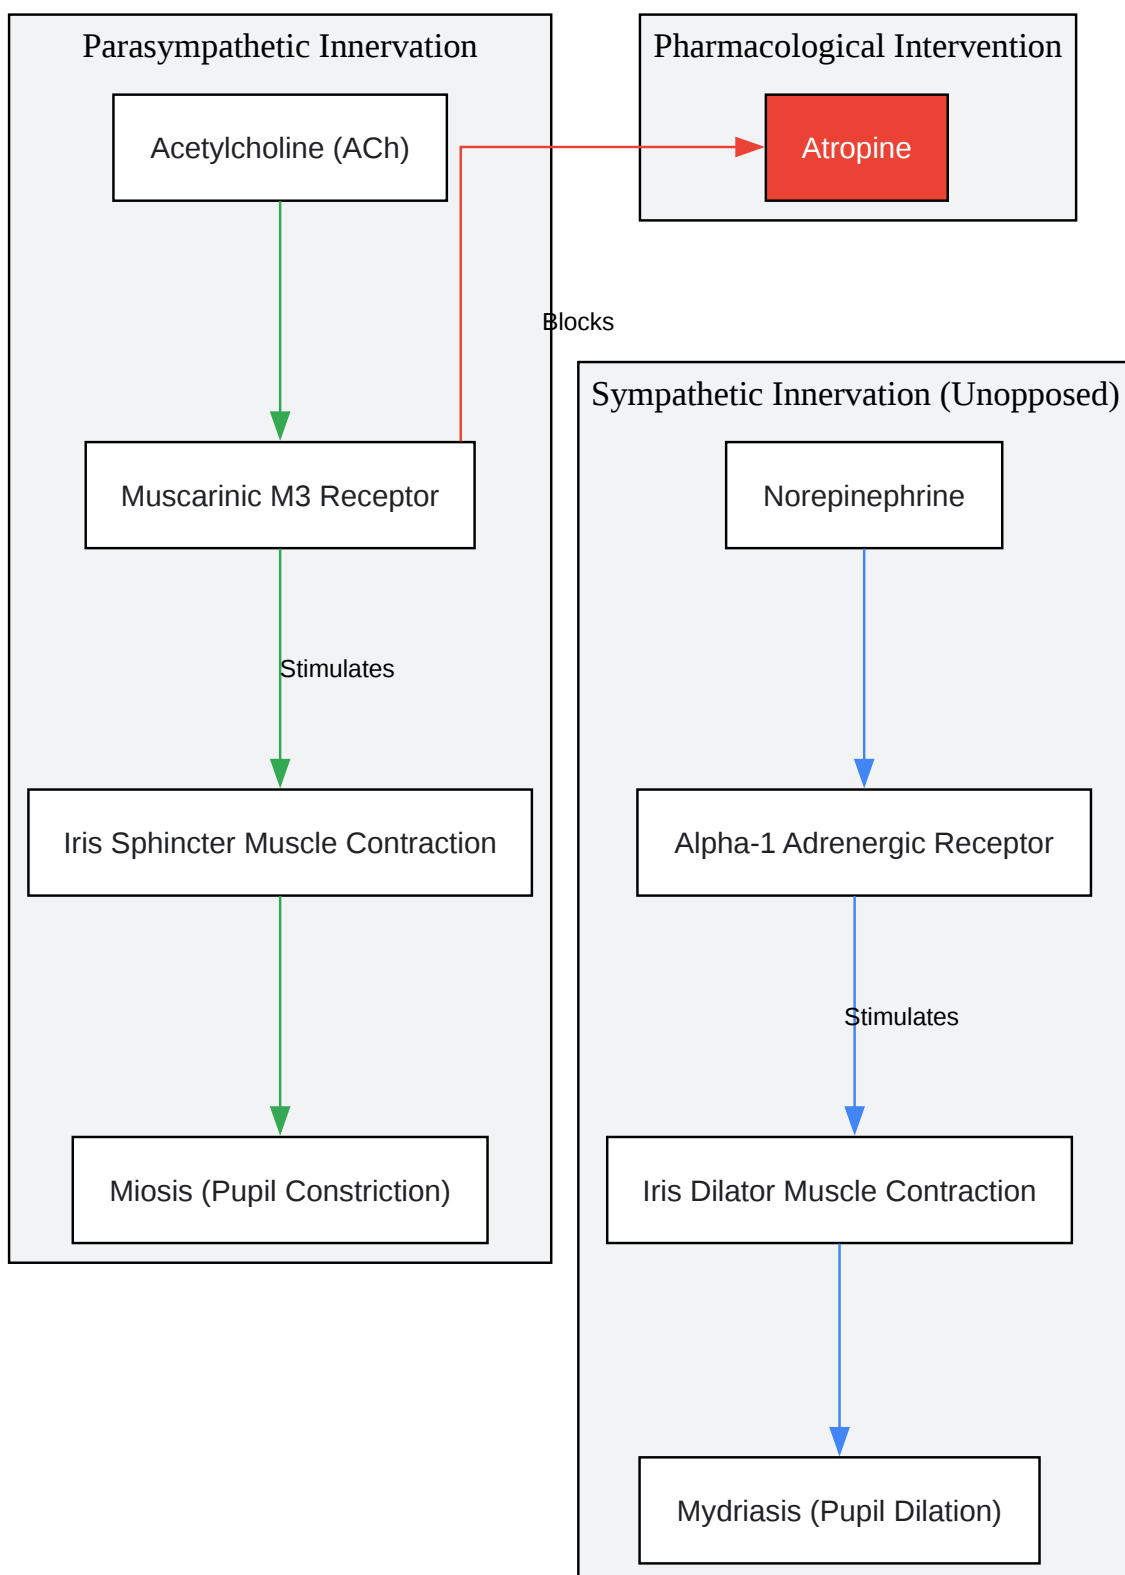 Parasympathetic Innervation
Acetylcholine (ACh)
Muscarinic M3 Receptor
Stimulates
Iris Sphincter Muscle Contraction
Miosis (Pupil Constriction)
Pharmacological Intervention
Atropine
Blocks
Sympathetic Innervation (Unopposed)
Norepinephrine
Alpha-1 Adrenergic Receptor
Stimulates
Iris Dilator Muscle Contraction
Mydriasis (Pupil Dilation)